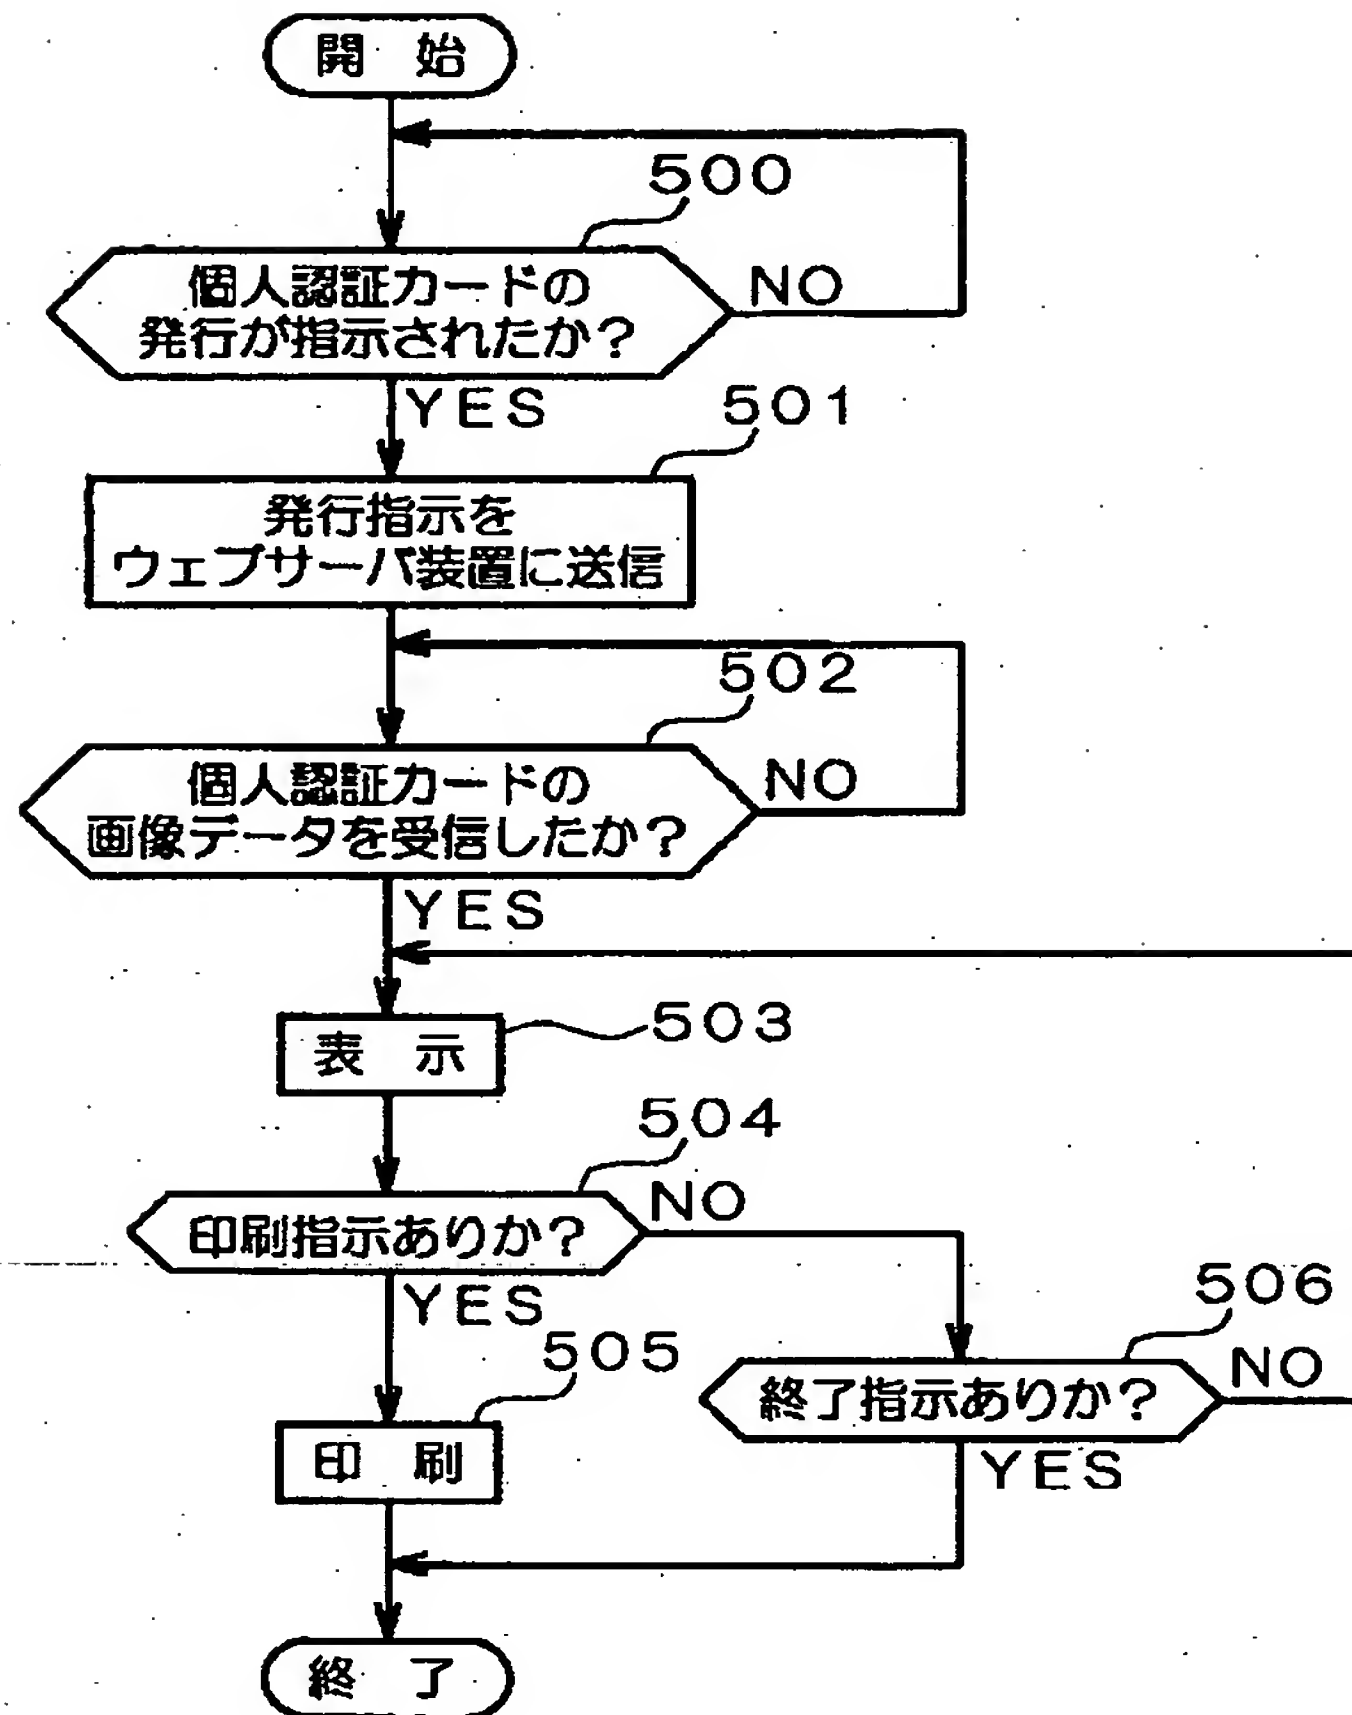 開 始
500
個人認証カードの
発行が指示されたか?
NO
YES
501
発行指示を
ウェブサーバ装置に送信
502
個人認証カードの
画像データを受信したか?
NO
YES
503
表 示
504
印刷指示ありか?
NO
YES
506
終了指示ありか?
NO
YES
505
印 刷
終 了